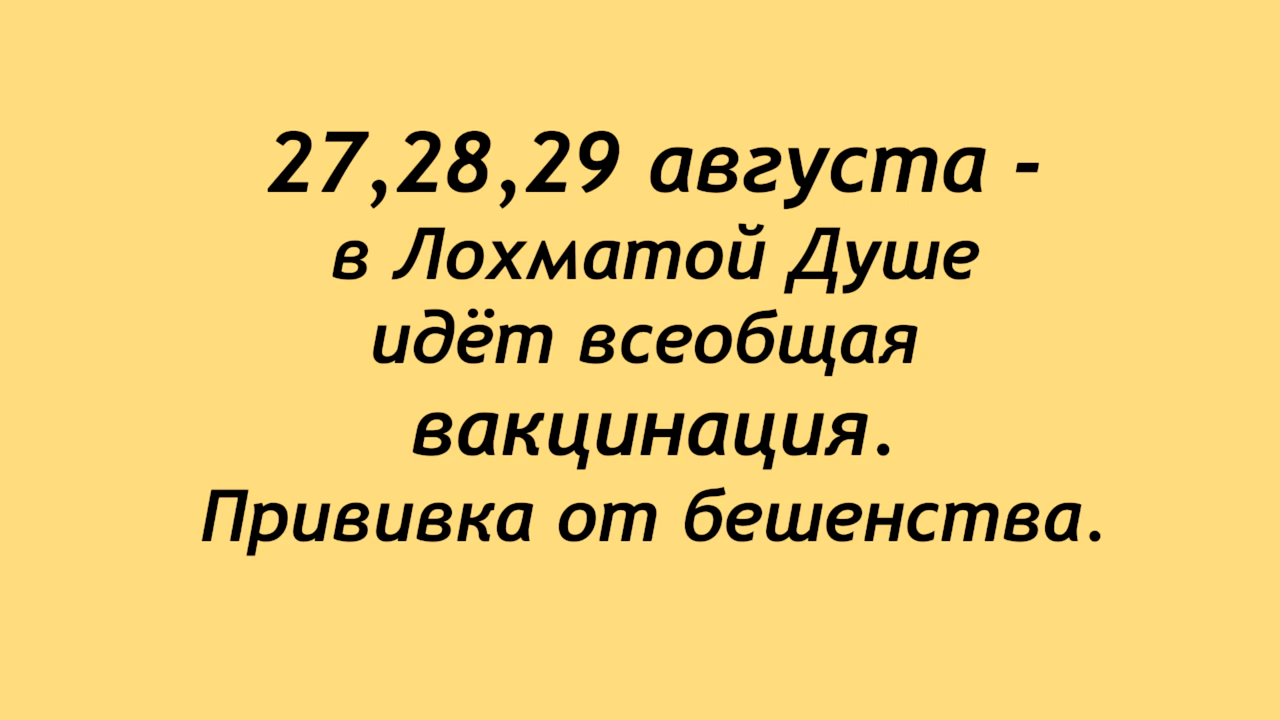 27,28,29 августа -
в Лохматой Душе
идёт всеобщая
вакцинация.
Прививка от бешенства.